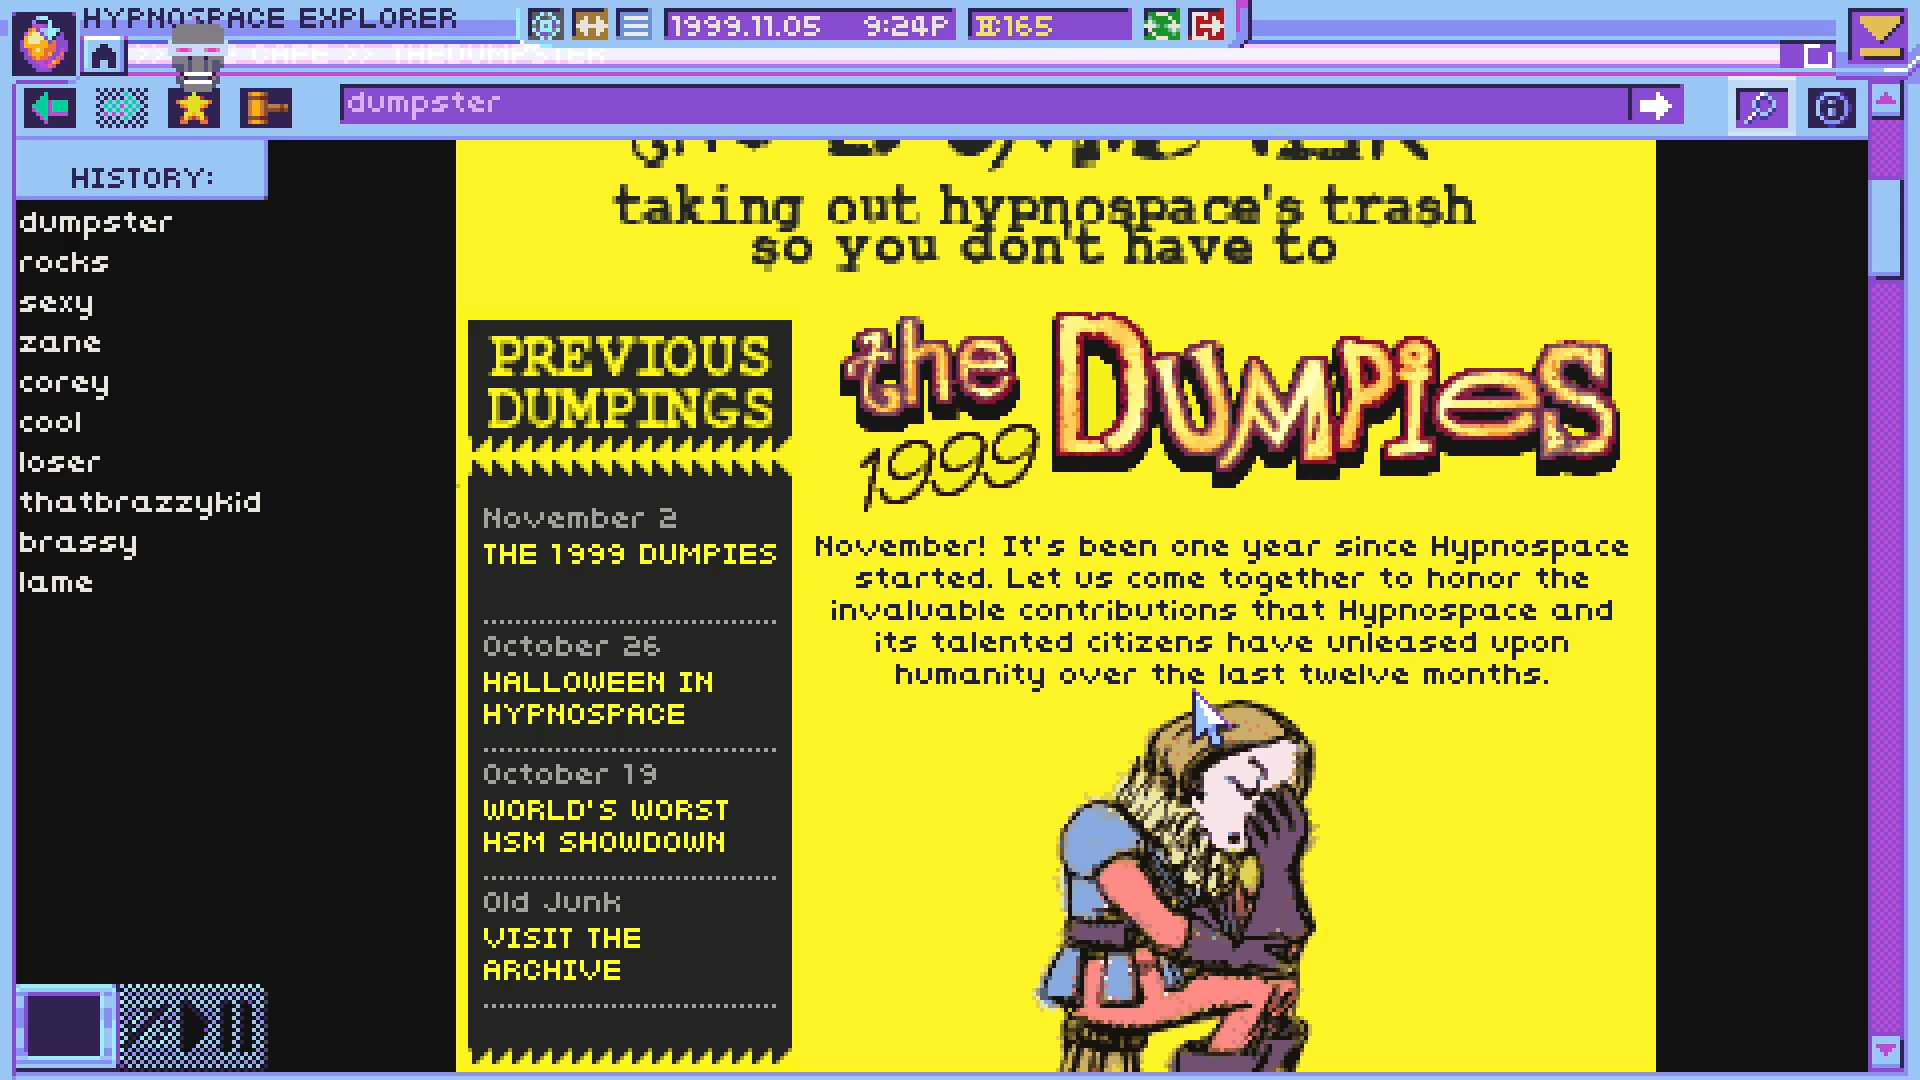 HYPNOSPACE EXPLORER
1999.11.05 9:24P
165
>> CAFE >> THEDUMPSTER
dumpster
HISTORY:
dumpster
rocks
sexy
zane
corey
cool
loser
thatbrazzykid
brassy
lame
taking out hypnospace's trash
so you don't have to
PREVIOUS
DUMPINGS
November 2
THE 1999 DUMPIES
October 26
HALLOWEEN IN
HYPNOSPACE
October 19
WORLD'S WORST
HSM SHOWDOWN
Old Junk
VISIT THE
ARCHIVE
the DUMPIES
1999
November! It's been one year since Hypnospace
started. Let us come together to honor the
invaluable contributions that Hypnospace and
its talented citizens have unleased upon
humanity over the last twelve months.